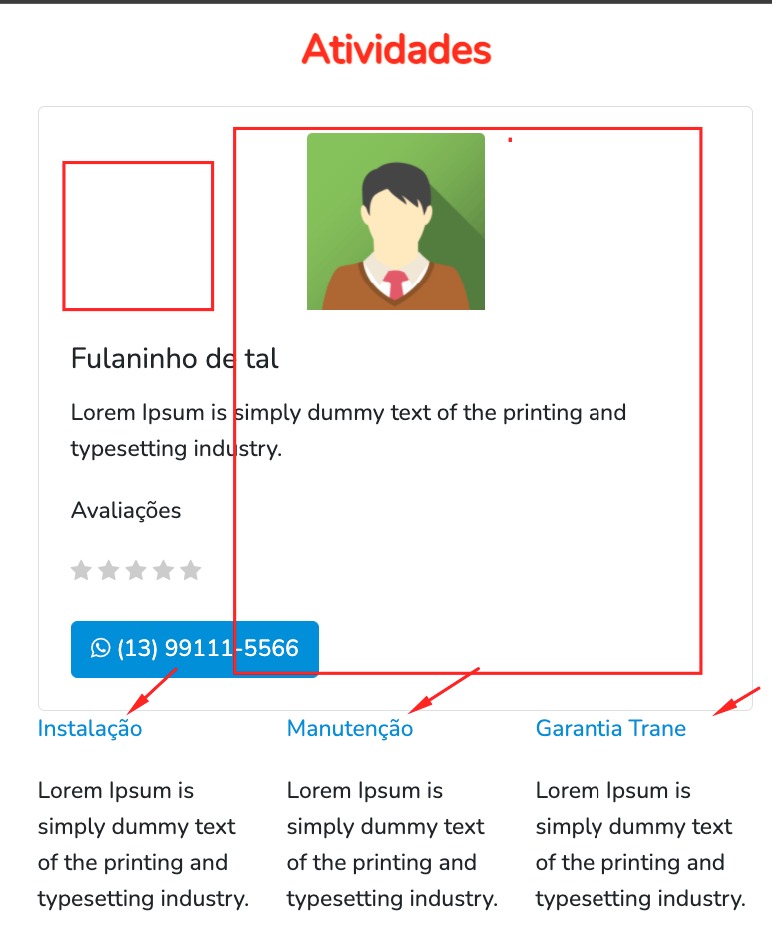 Atividades
Fulaninho de tal
Lorem Ipsum is simply dummy text of the printing and
typesetting industry.
Avaliações
(13) 99111-5566
Instalação
Manutenção
Garantia Trane
Lorem Ipsum is
simply dummy text
of the printing and
typesetting industry.
Lorem Ipsum is
simply dummy text
of the printing and
typesetting industry.
Lorem Ipsum is
simply dummy text
of the printing and
typesetting industry.